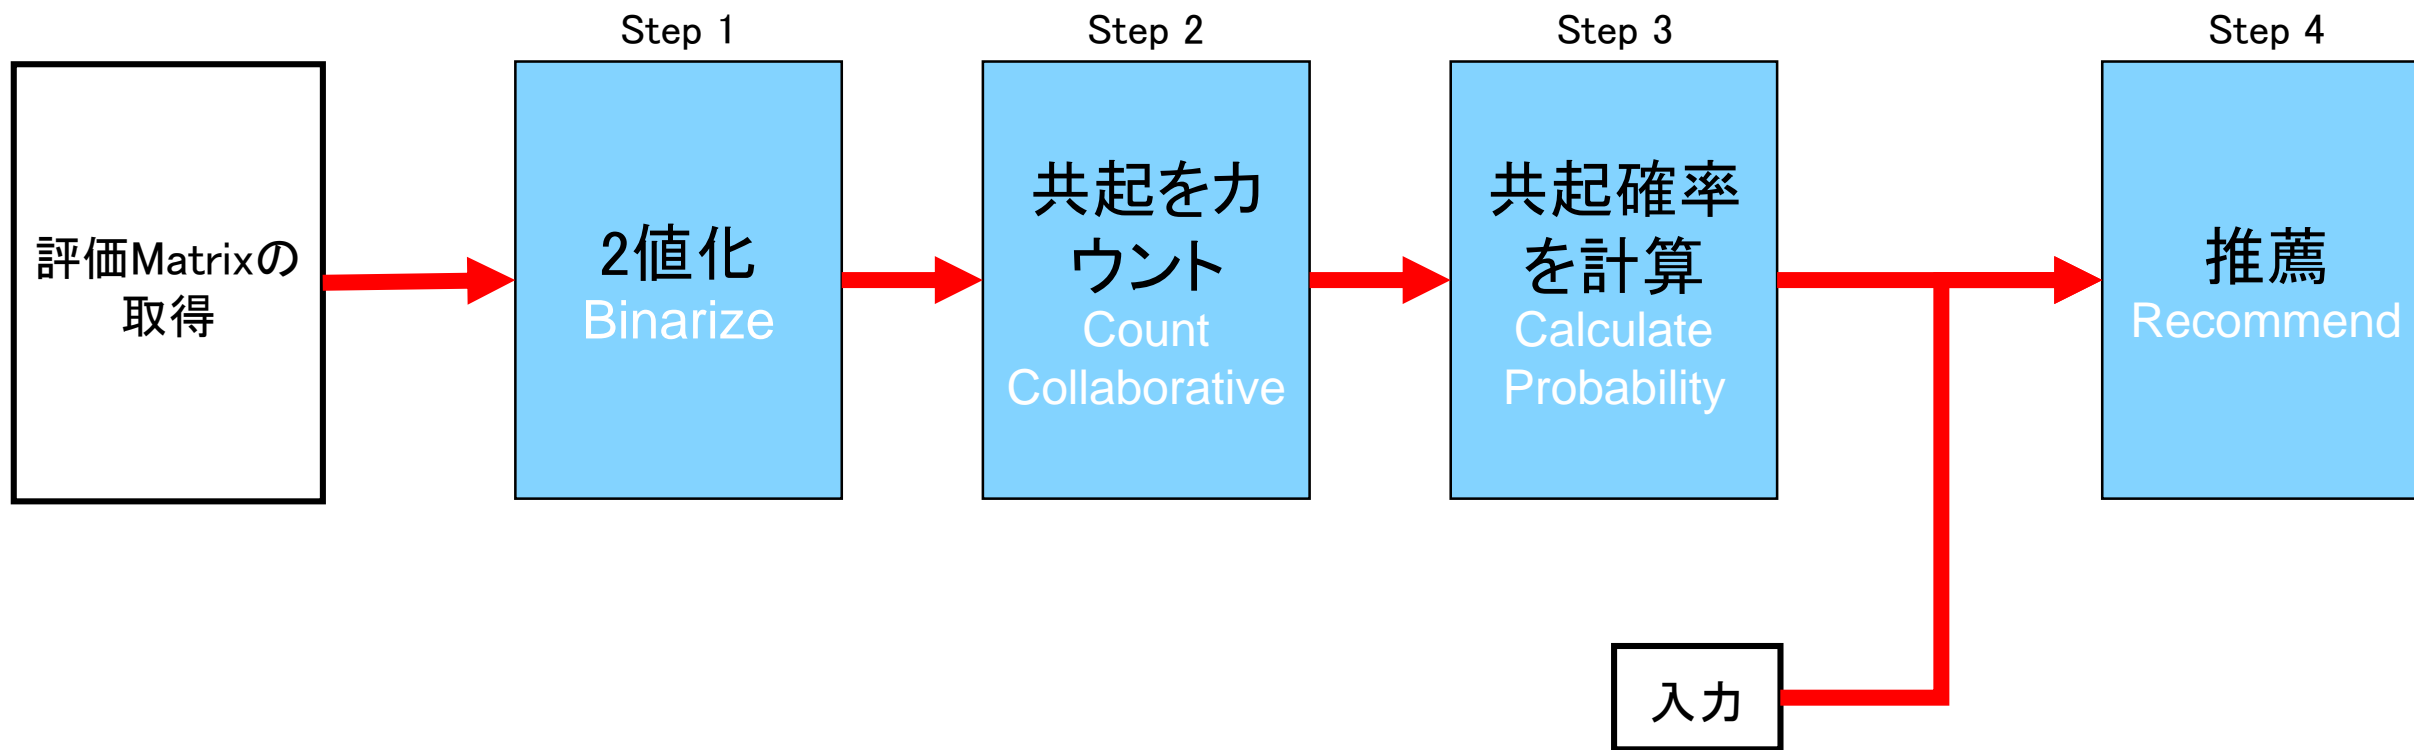 Step 1
Step 2
Step 3
Step 4
評価Matrixの
取得
2値化
Binarize
共起をカ
ウント
Count
Collaborative
共起確率
を計算
Calculate
Probability
推薦
Recommend
入力